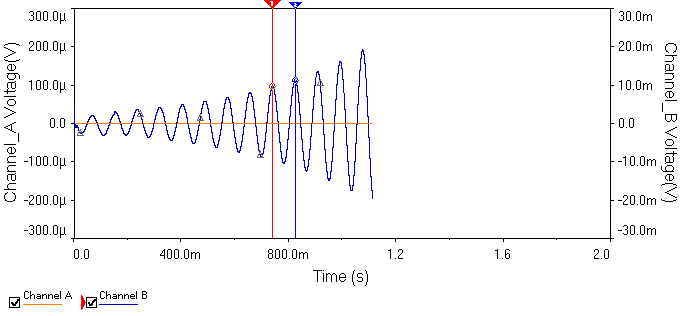 300.0µ
200.0µ
100.0µ
0.0
-100.0µ
-200.0µ
-300.0µ
Channel_A Voltage(V)
1
2
30.0m
20.0m
10.0m
0.0
-10.0m
-20.0m
-30.0m
Channel_B Voltage(V)
0.0 400.0m 800.0m 1.2 1.6 2.0
Time (s)
Channel A Channel B